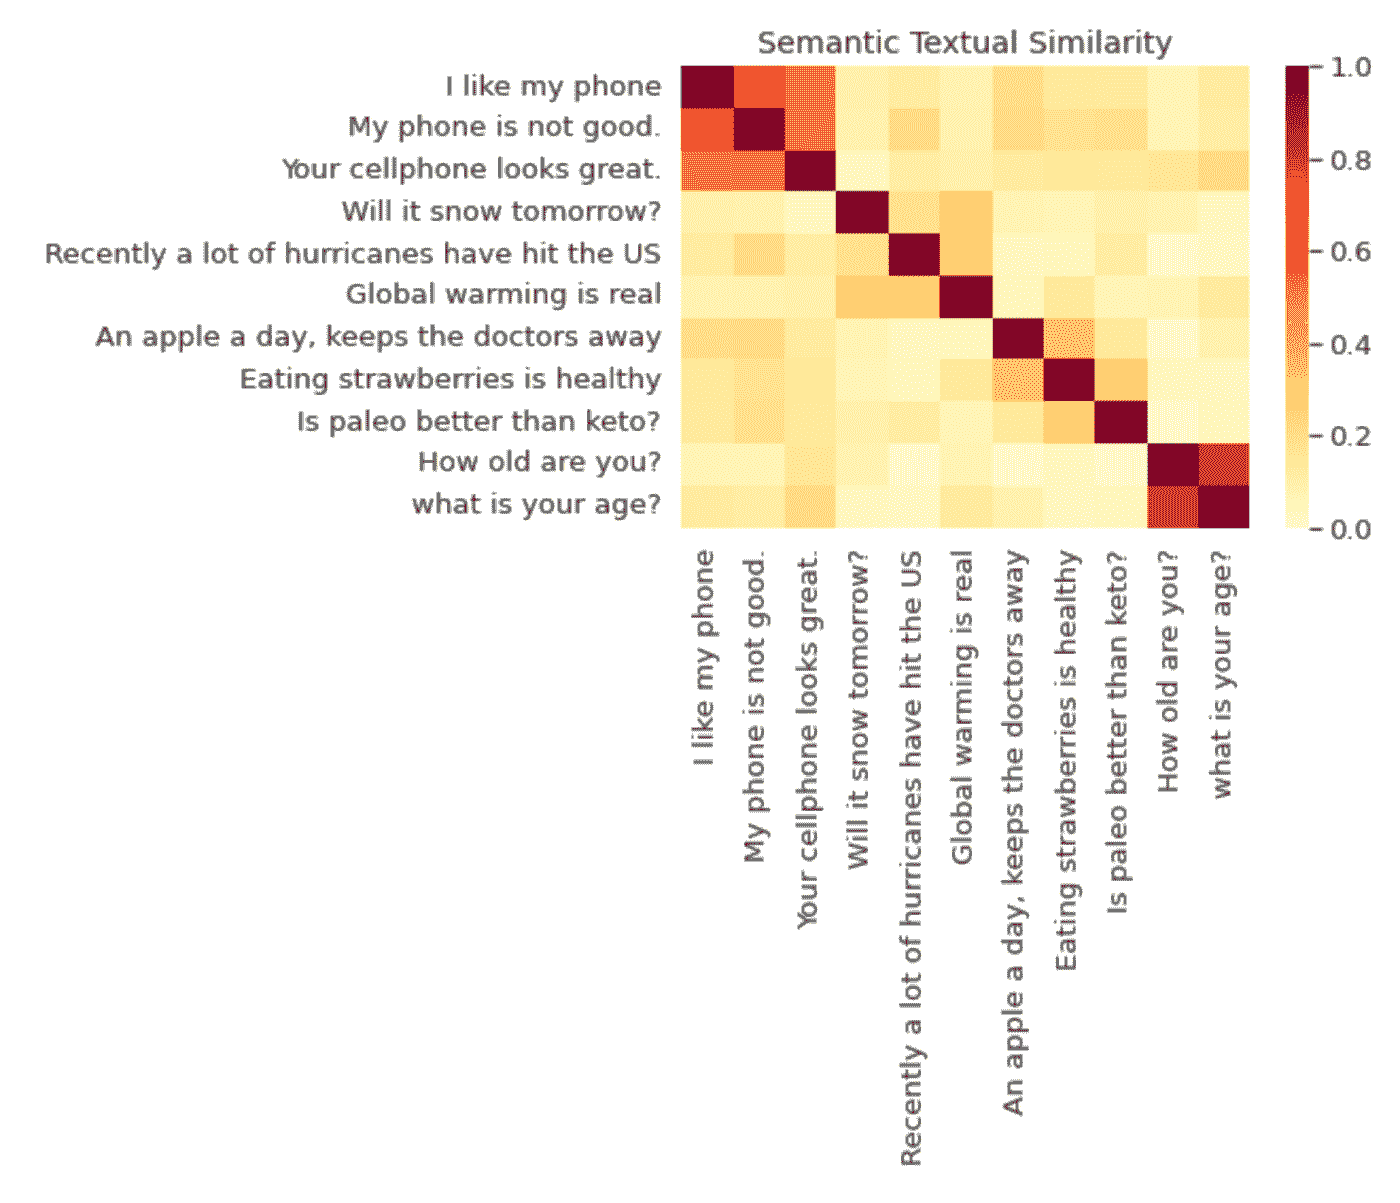 Semantic Textual Similarity
I like my phone
My phone is not good.
Your cellphone looks great.
Will it snow tomorrow?
Recently a lot of hurricanes have hit the US
Global warming is real
An apple a day, keeps the doctors away
Eating strawberries is healthy
Is paleo better than keto?
How old are you?
what is your age?
1.0
0.8
0.6
0.4
0.2
0.0
I like my phone
My phone is not good.
Your cellphone looks great.
Will it snow tomorrow?
Recently a lot of hurricanes have hit the US
Global warming is real
An apple a day, keeps the doctors away
Eating strawberries is healthy
Is paleo better than keto?
How old are you?
what is your age?